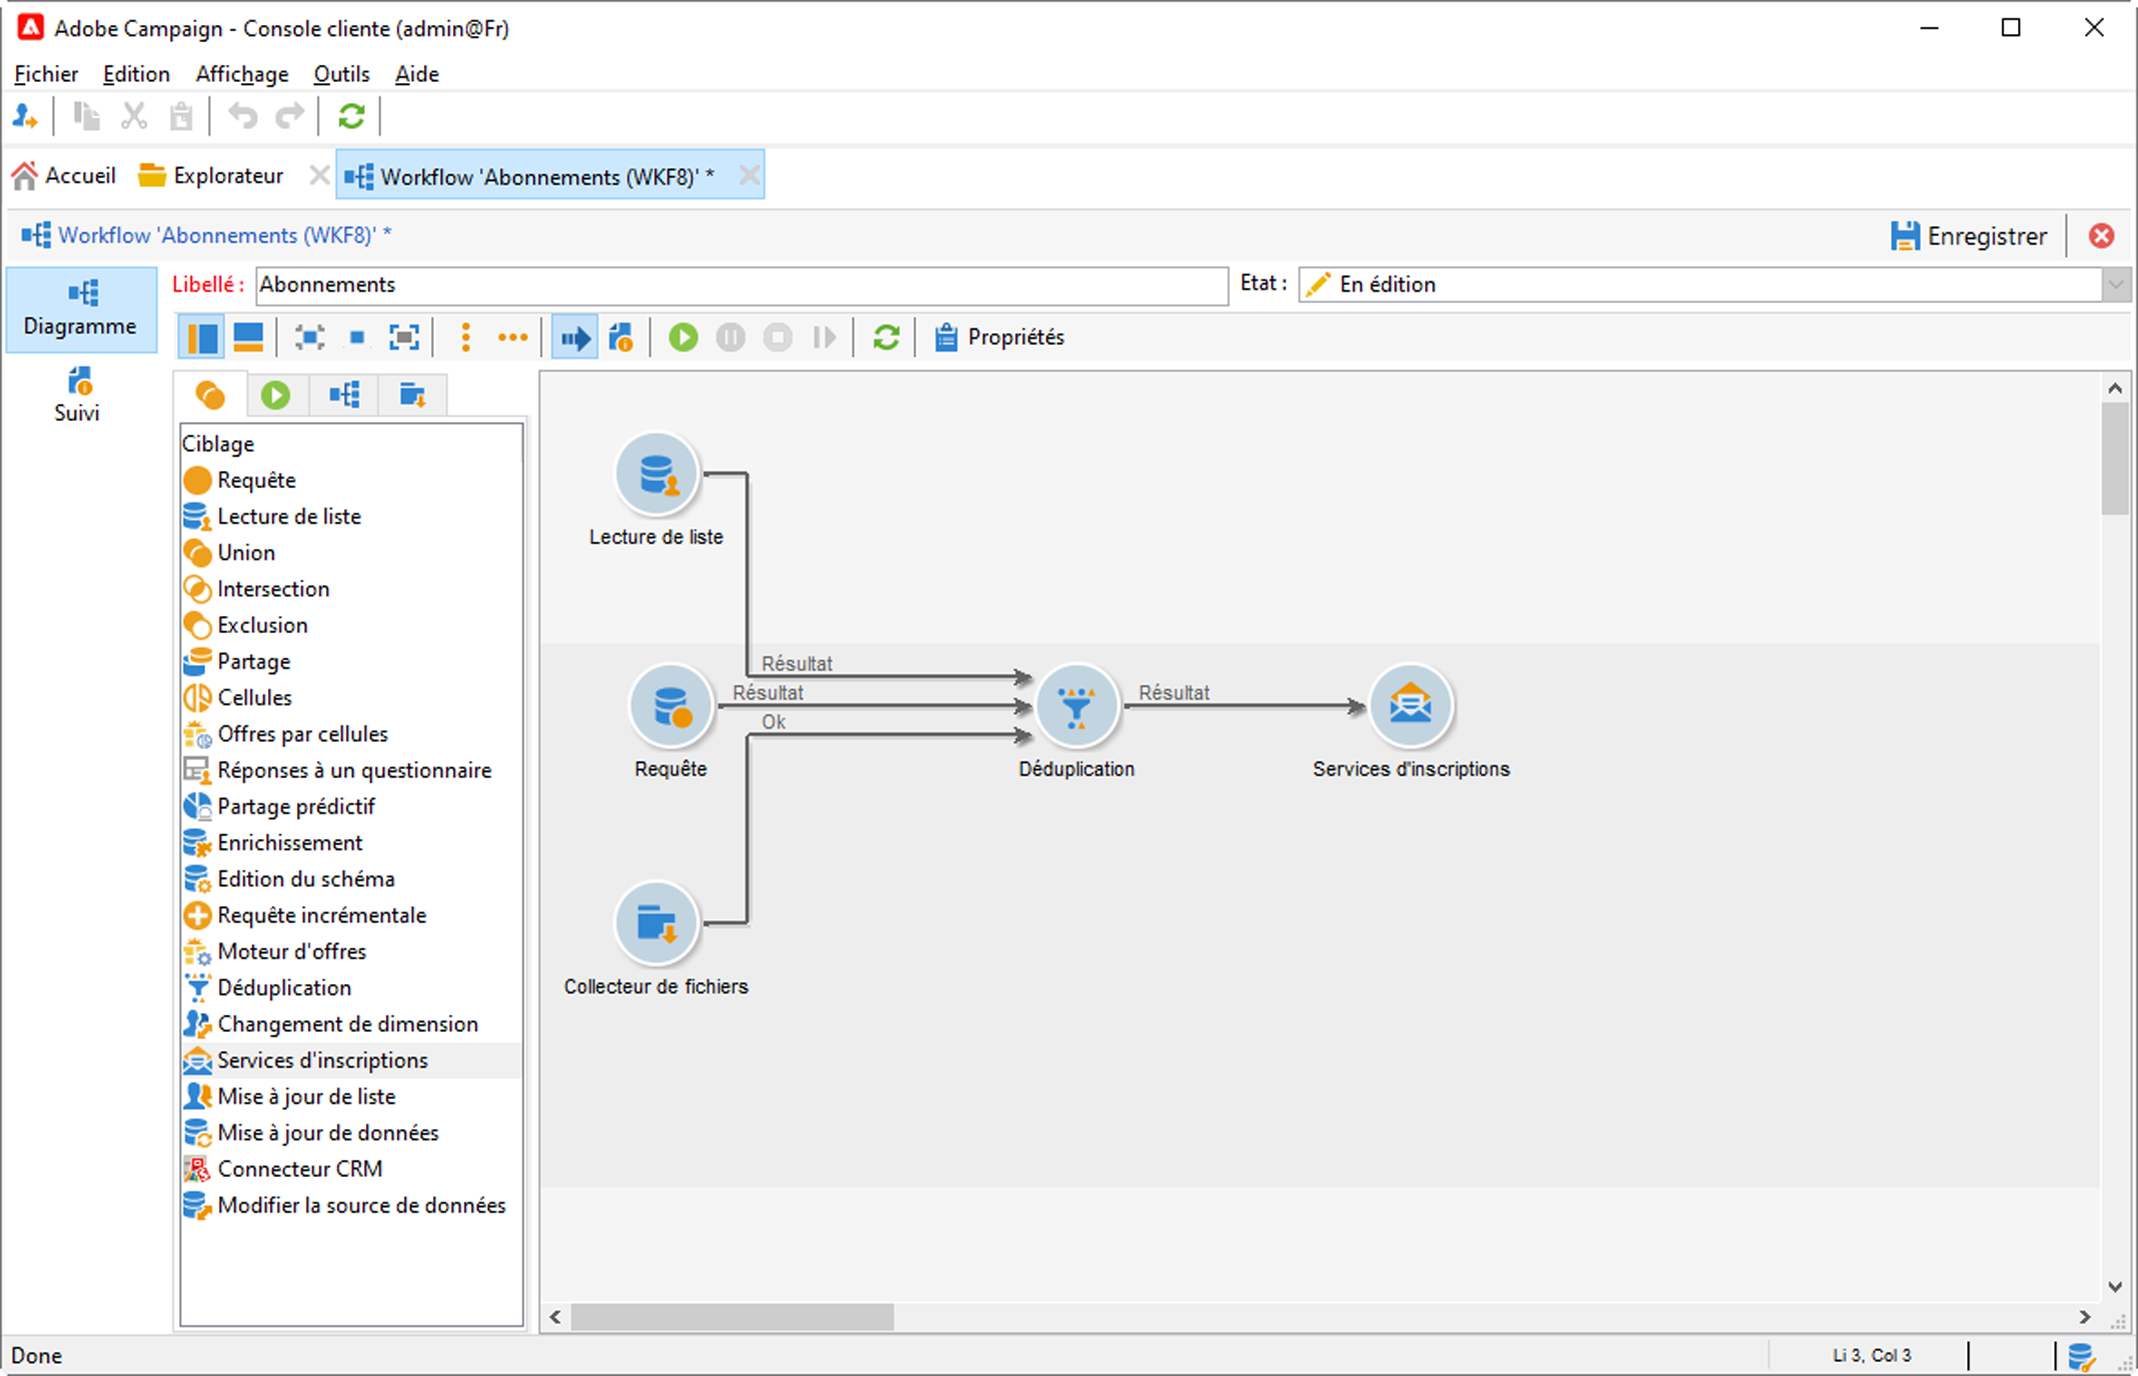 Adobe Campaign - Console cliente (admin@Fr)
Fichier Edition Affichage Outils Aide
Accueil Explorateur Workflow 'Abonnements (WKF8)' *
Workflow 'Abonnements (WKF8)' * Enregistrer
Libellé : Abonnements Etat : En édition
Diagramme
Propriétés
Suivi
Ciblage
Requête
Lecture de liste
Union
Intersection
Exclusion
Partage
Cellules
Offres par cellules
Réponses à un questionnaire
Partage prédictif
Enrichissement
Edition du schéma
Requête incrémentale
Moteur d'offres
Déduplication
Changement de dimension
Services d'inscriptions
Mise à jour de liste
Mise à jour de données
Connecteur CRM
Modifier la source de données
Lecture de liste
Résultat
Résultat
Résultat
Ok
Requête
Déduplication
Services d'inscriptions
Collecteur de fichiers
Done
Li 3, Col 3